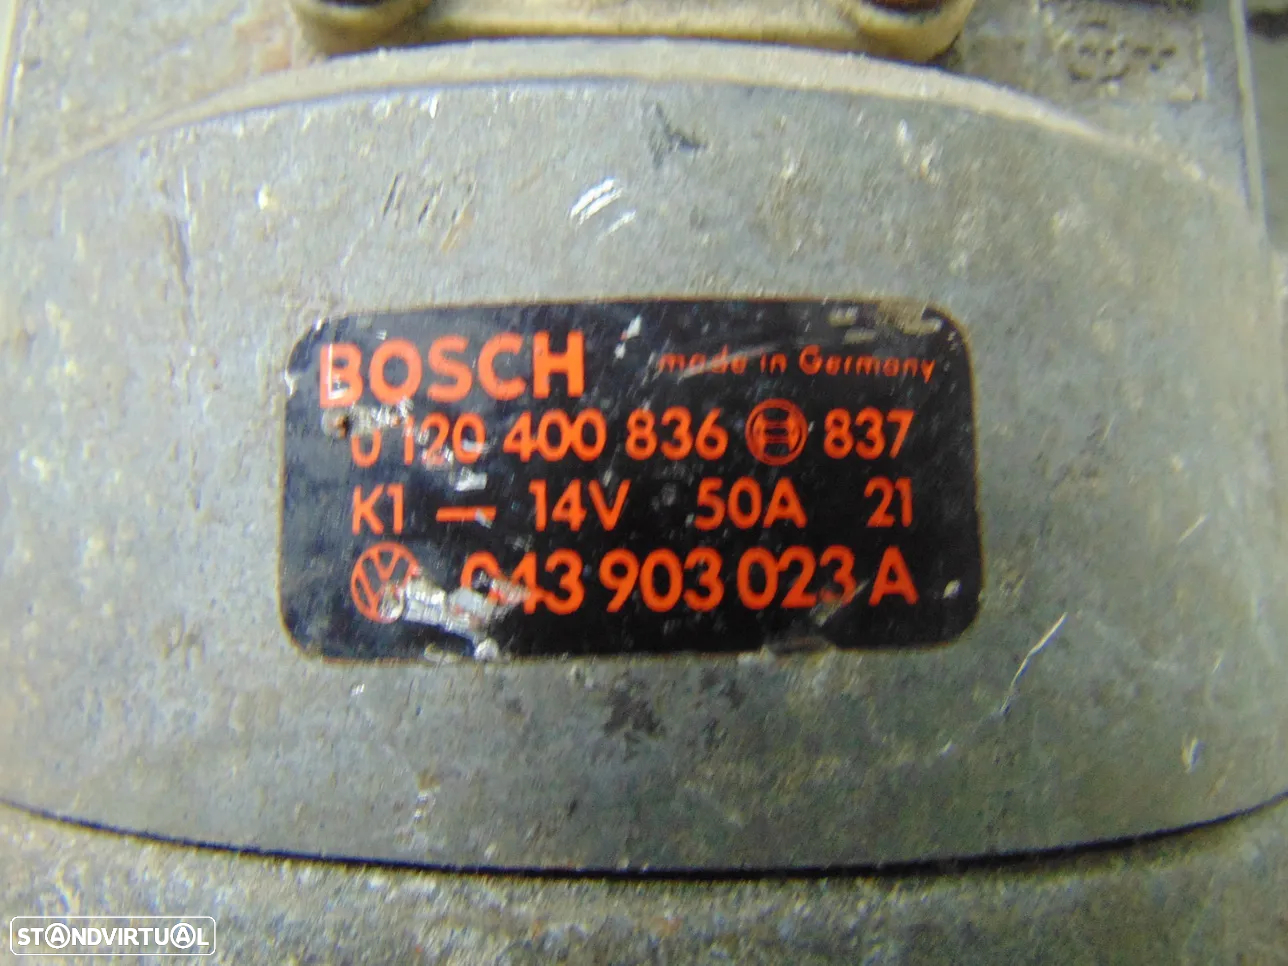 BOSCH made in Germany
0 120 400 836 837
K1 — 14V 50A 21
043 903 023 A
STANDVIRTUAL